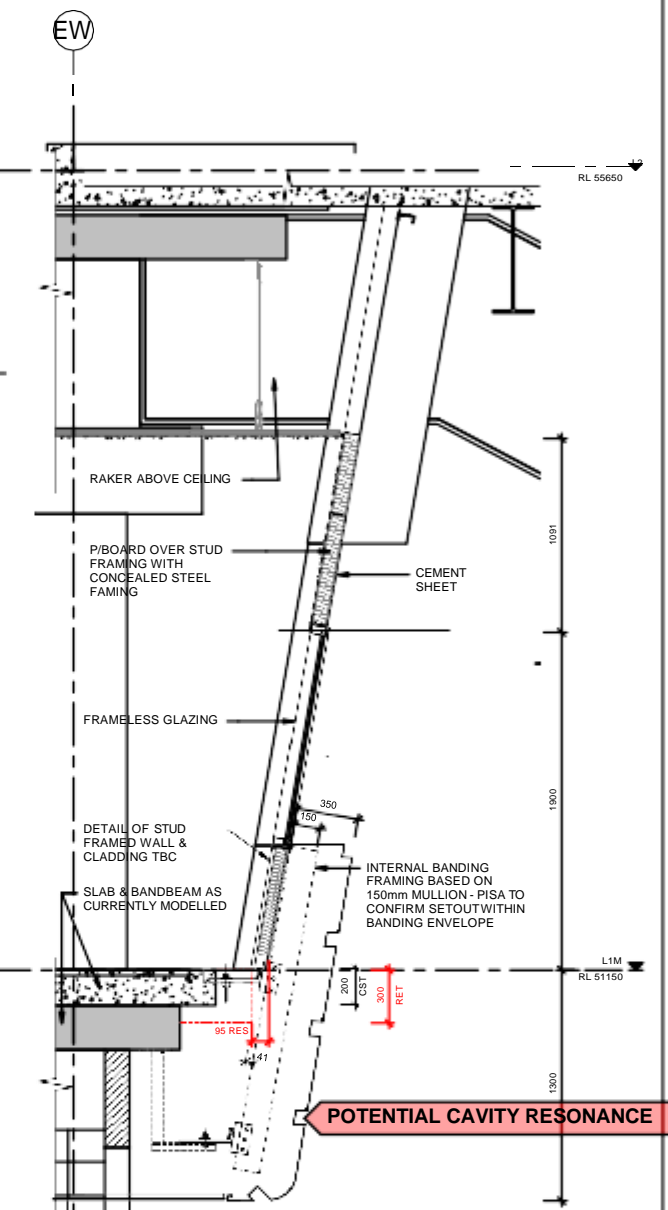 EW
L2
RL 55650
RAKER ABOVE CEILING
1091
P/BOARD OVER STUD
FRAMING WITH
CONCEALED STEEL
FAMING
CEMENT
SHEET
FRAMELESS GLAZING
1900
350
150
DETAIL OF STUD
FRAMED WALL &
CLADDING TBC
INTERNAL BANDING
FRAMING BASED ON
150mm MULLION - PISA TO
CONFIRM SETOUT WITHIN
BANDING ENVELOPE
SLAB & BANDBEAM AS
CURRENTLY MODELLED
L1M
RL 51150
200
CST
300
RET
95 RES
41
1300
POTENTIAL CAVITY RESONANCE